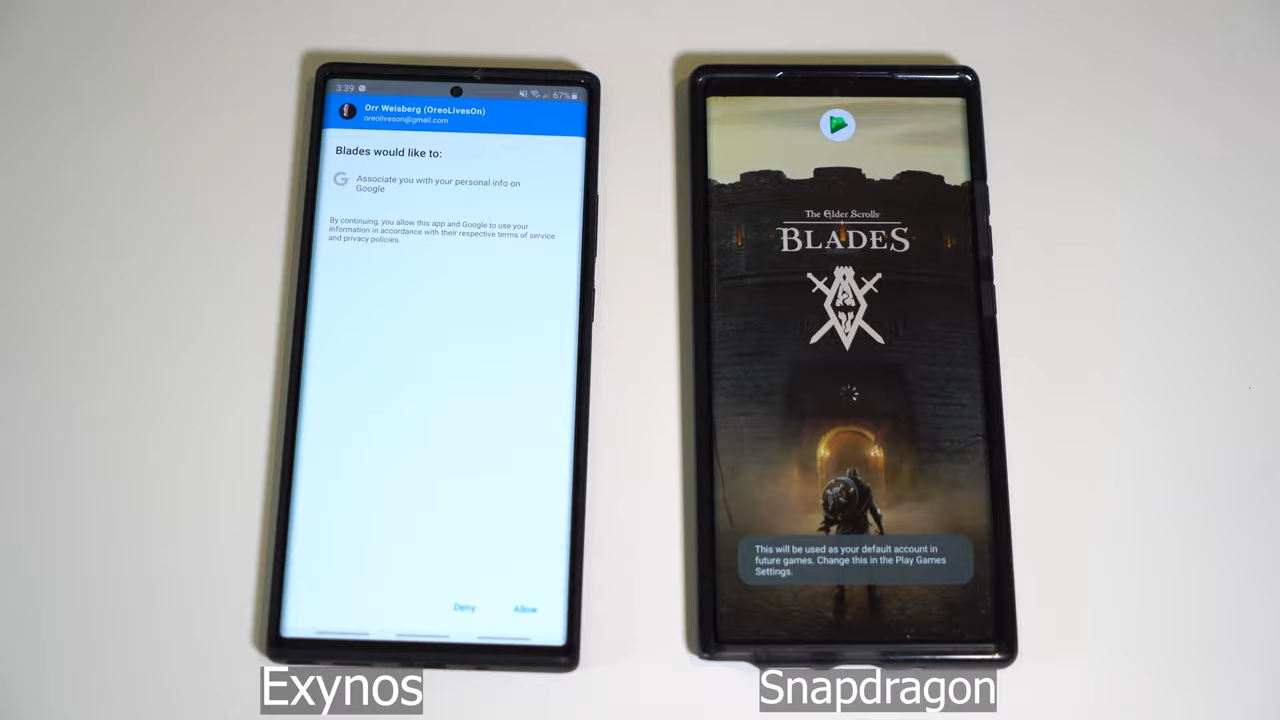 3:39
67%
Orr Weisberg (OreoLivesOn)
oreoliveson@gmail.com
Blades would like to:
Associate you with your personal info on
Google
By continuing, you allow this app and Google to use your
information in accordance with their respective terms of service
and privacy policies.
Deny
Allow
The Elder Scrolls
BLADES
This will be used as your default account in
future games. Change this in the Play Games
Settings.
Exynos
Snapdragon